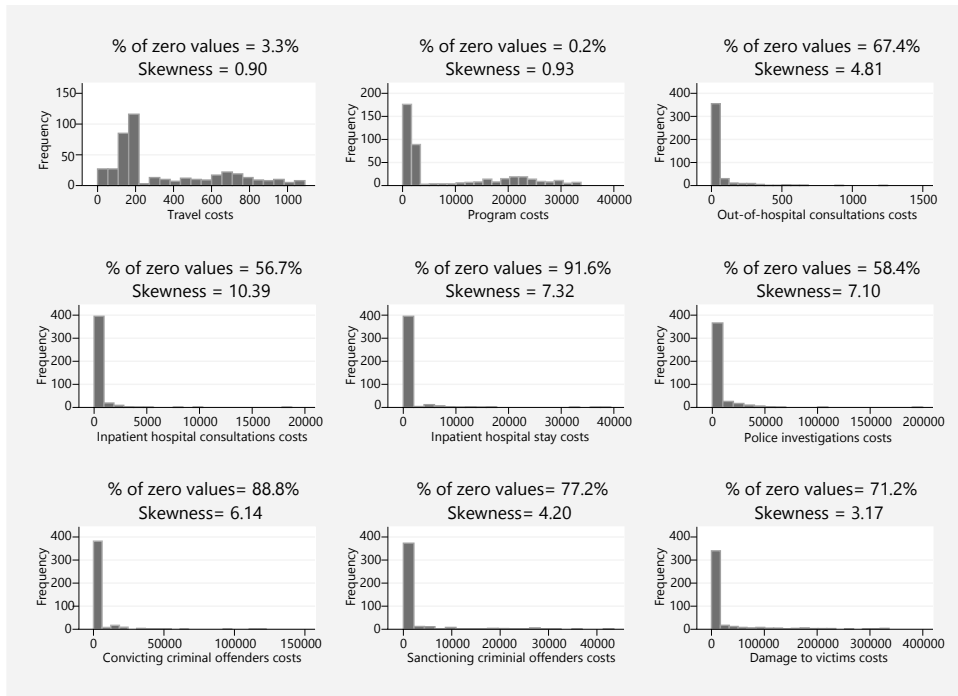 % of zero values = 3.3%
Skewness = 0.90
150
100
50
0
Frequency
0 200 400 600 800 1000
Travel costs
% of zero values = 0.2%
Skewness = 0.93
200
150
100
50
0
Frequency
0 10000 20000 30000 40000
Program costs
% of zero values = 67.4%
Skewness = 4.81
400
300
200
100
0
Frequency
0 500 1000 1500
Out-of-hospital consultations costs
% of zero values = 56.7%
Skewness = 10.39
400
300
200
100
0
Frequency
0 5000 10000 15000 20000
Inpatient hospital consultations costs
% of zero values = 91.6%
Skewness = 7.32
400
300
200
100
0
Frequency
0 10000 20000 30000 40000
Inpatient hospital stay costs
% of zero values = 58.4%
Skewness= 7.10
400
300
200
100
0
Frequency
0 50000 100000 150000 200000
Police investigations costs
% of zero values= 88.8%
Skewness= 6.14
400
300
200
100
0
Frequency
0 50000 100000 150000
Convicting criminal offenders costs
% of zero values= 77.2%
Skewness= 4.20
400
300
200
100
0
Frequency
0 10000 20000 30000 40000
Sanctioning criminial offenders costs
% of zero values = 71.2%
Skewness = 3.17
400
300
200
100
0
Frequency
0 100000 200000 300000 400000
Damage to victims costs